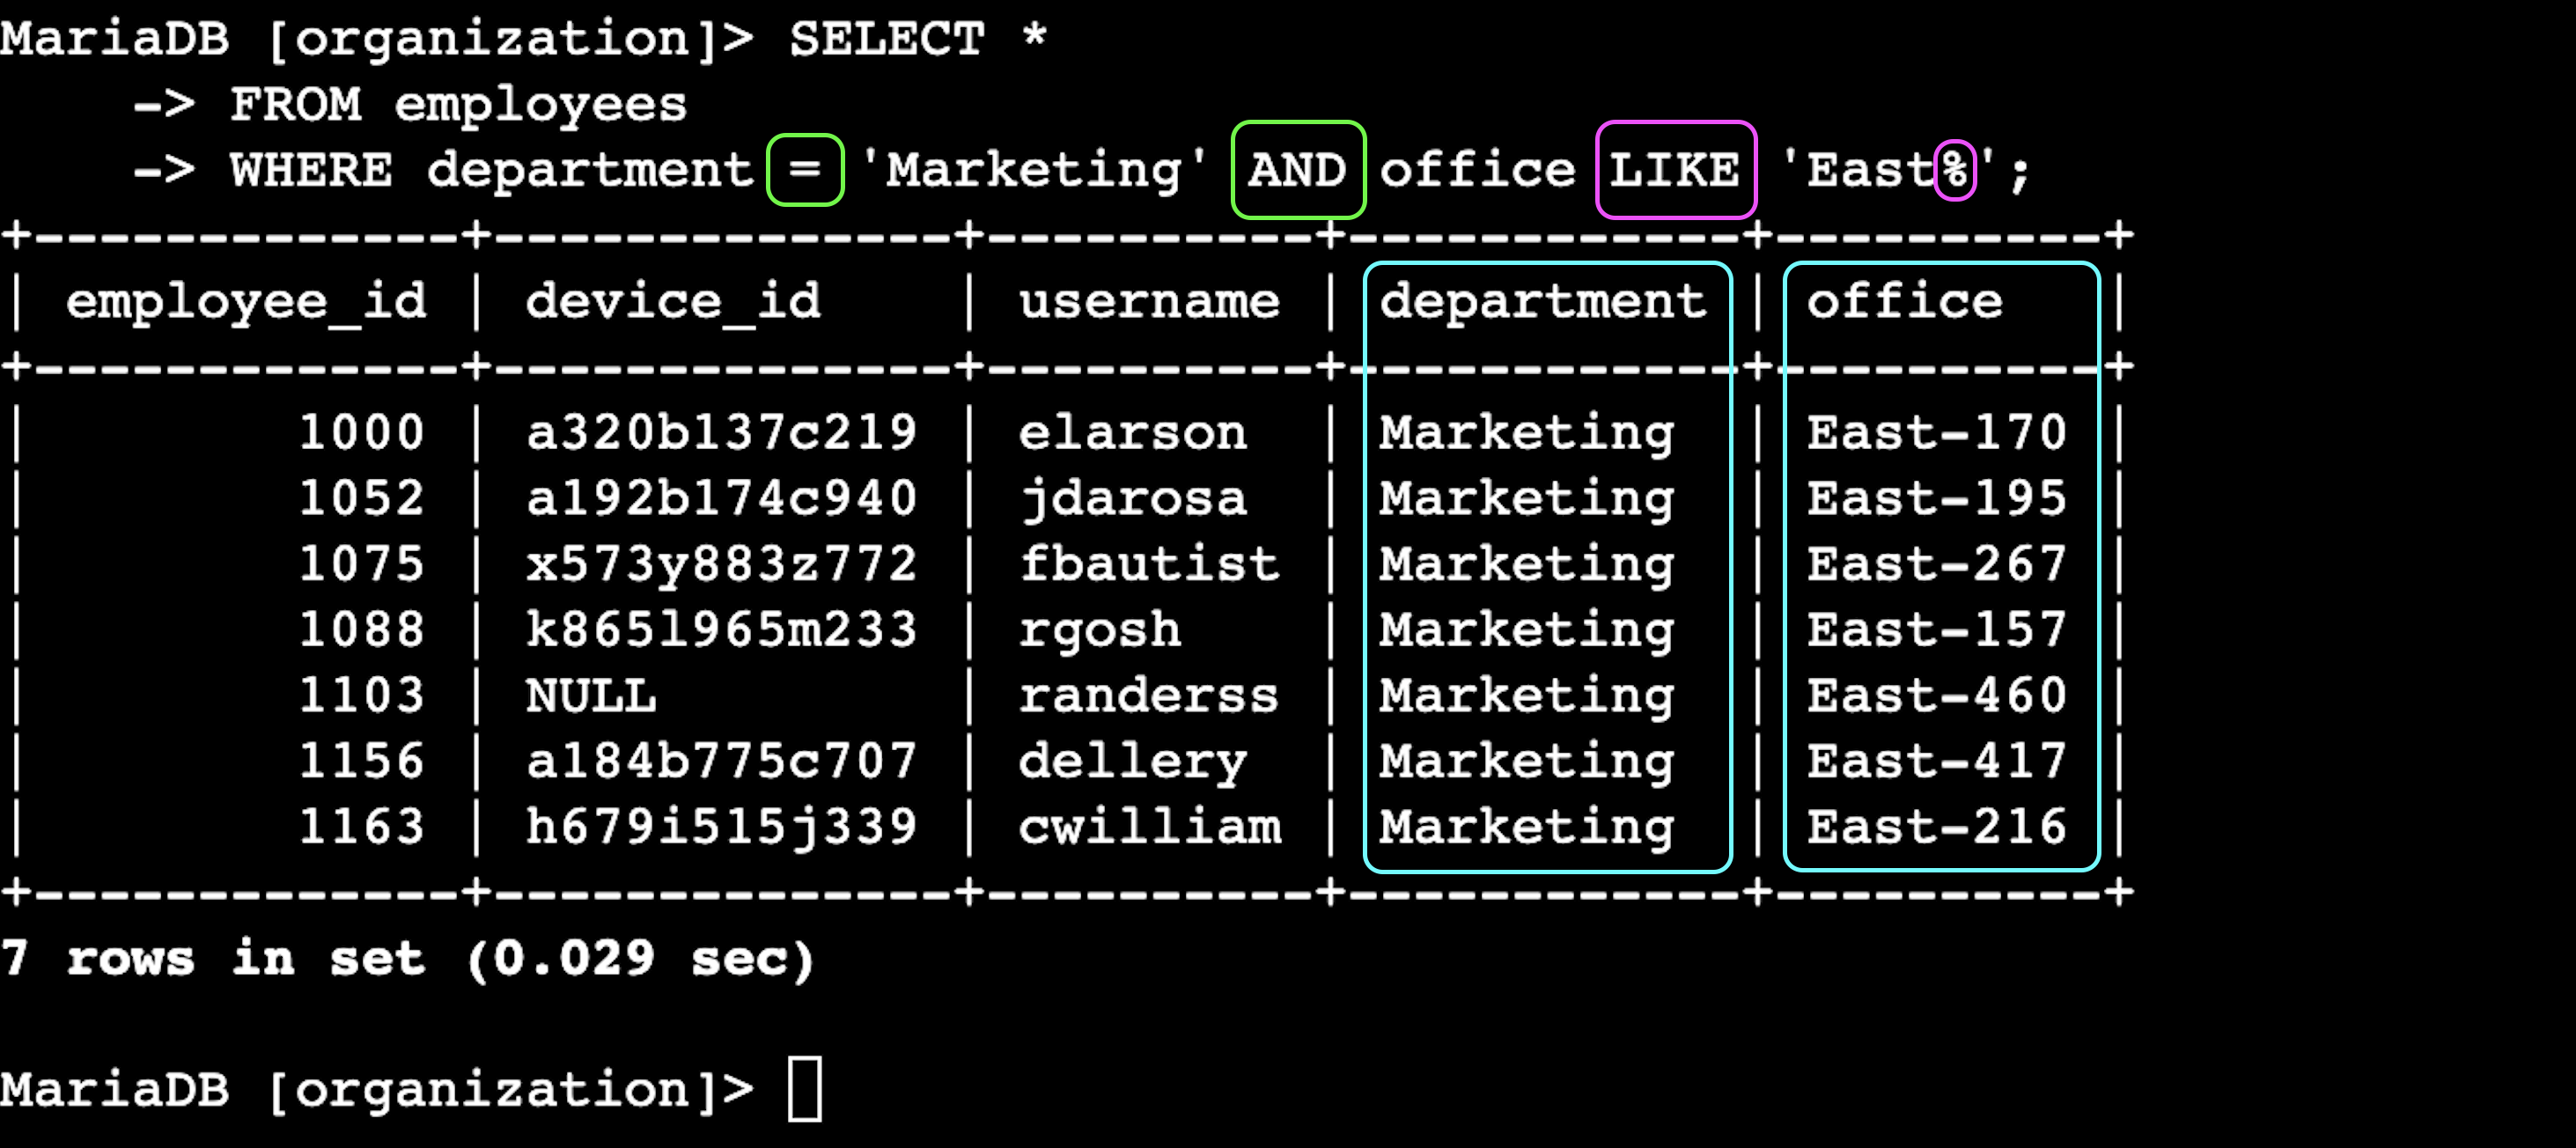 MariaDB [organization]> SELECT *
    -> FROM employees
    -> WHERE department = 'Marketing' AND office LIKE 'East%';
+-------------+--------------+----------+------------+----------+
| employee_id | device_id    | username | department | office   |
+-------------+--------------+----------+------------+----------+
|        1000 | a320b137c219 | elarson  | Marketing  | East-170 |
|        1052 | a192b174c940 | jdarosa  | Marketing  | East-195 |
|        1075 | x573y883z772 | fbautist | Marketing  | East-267 |
|        1088 | k865l965m233 | rgosh    | Marketing  | East-157 |
|        1103 | NULL         | randerss | Marketing  | East-460 |
|        1156 | a184b775c707 | dellery  | Marketing  | East-417 |
|        1163 | h679i515j339 | cwilliam | Marketing  | East-216 |
+-------------+--------------+----------+------------+----------+
7 rows in set (0.029 sec)
MariaDB [organization]>